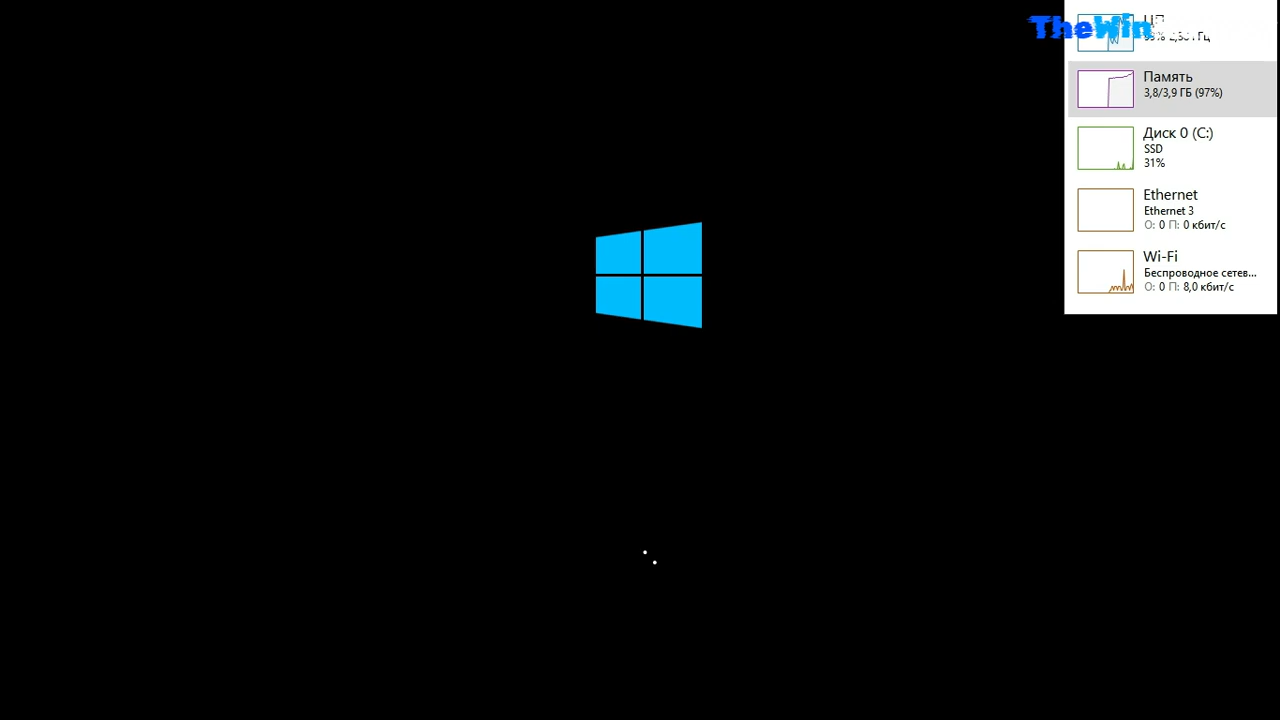 TheWin
ЦП
Память
3,8/3,9 ГБ (97%)
Диск 0 (C:)
SSD
31%
Ethernet
Ethernet 3
О: 0 П: 0 кбит/с
Wi-Fi
Беспроводное сетев...
О: 0 П: 8,0 кбит/с